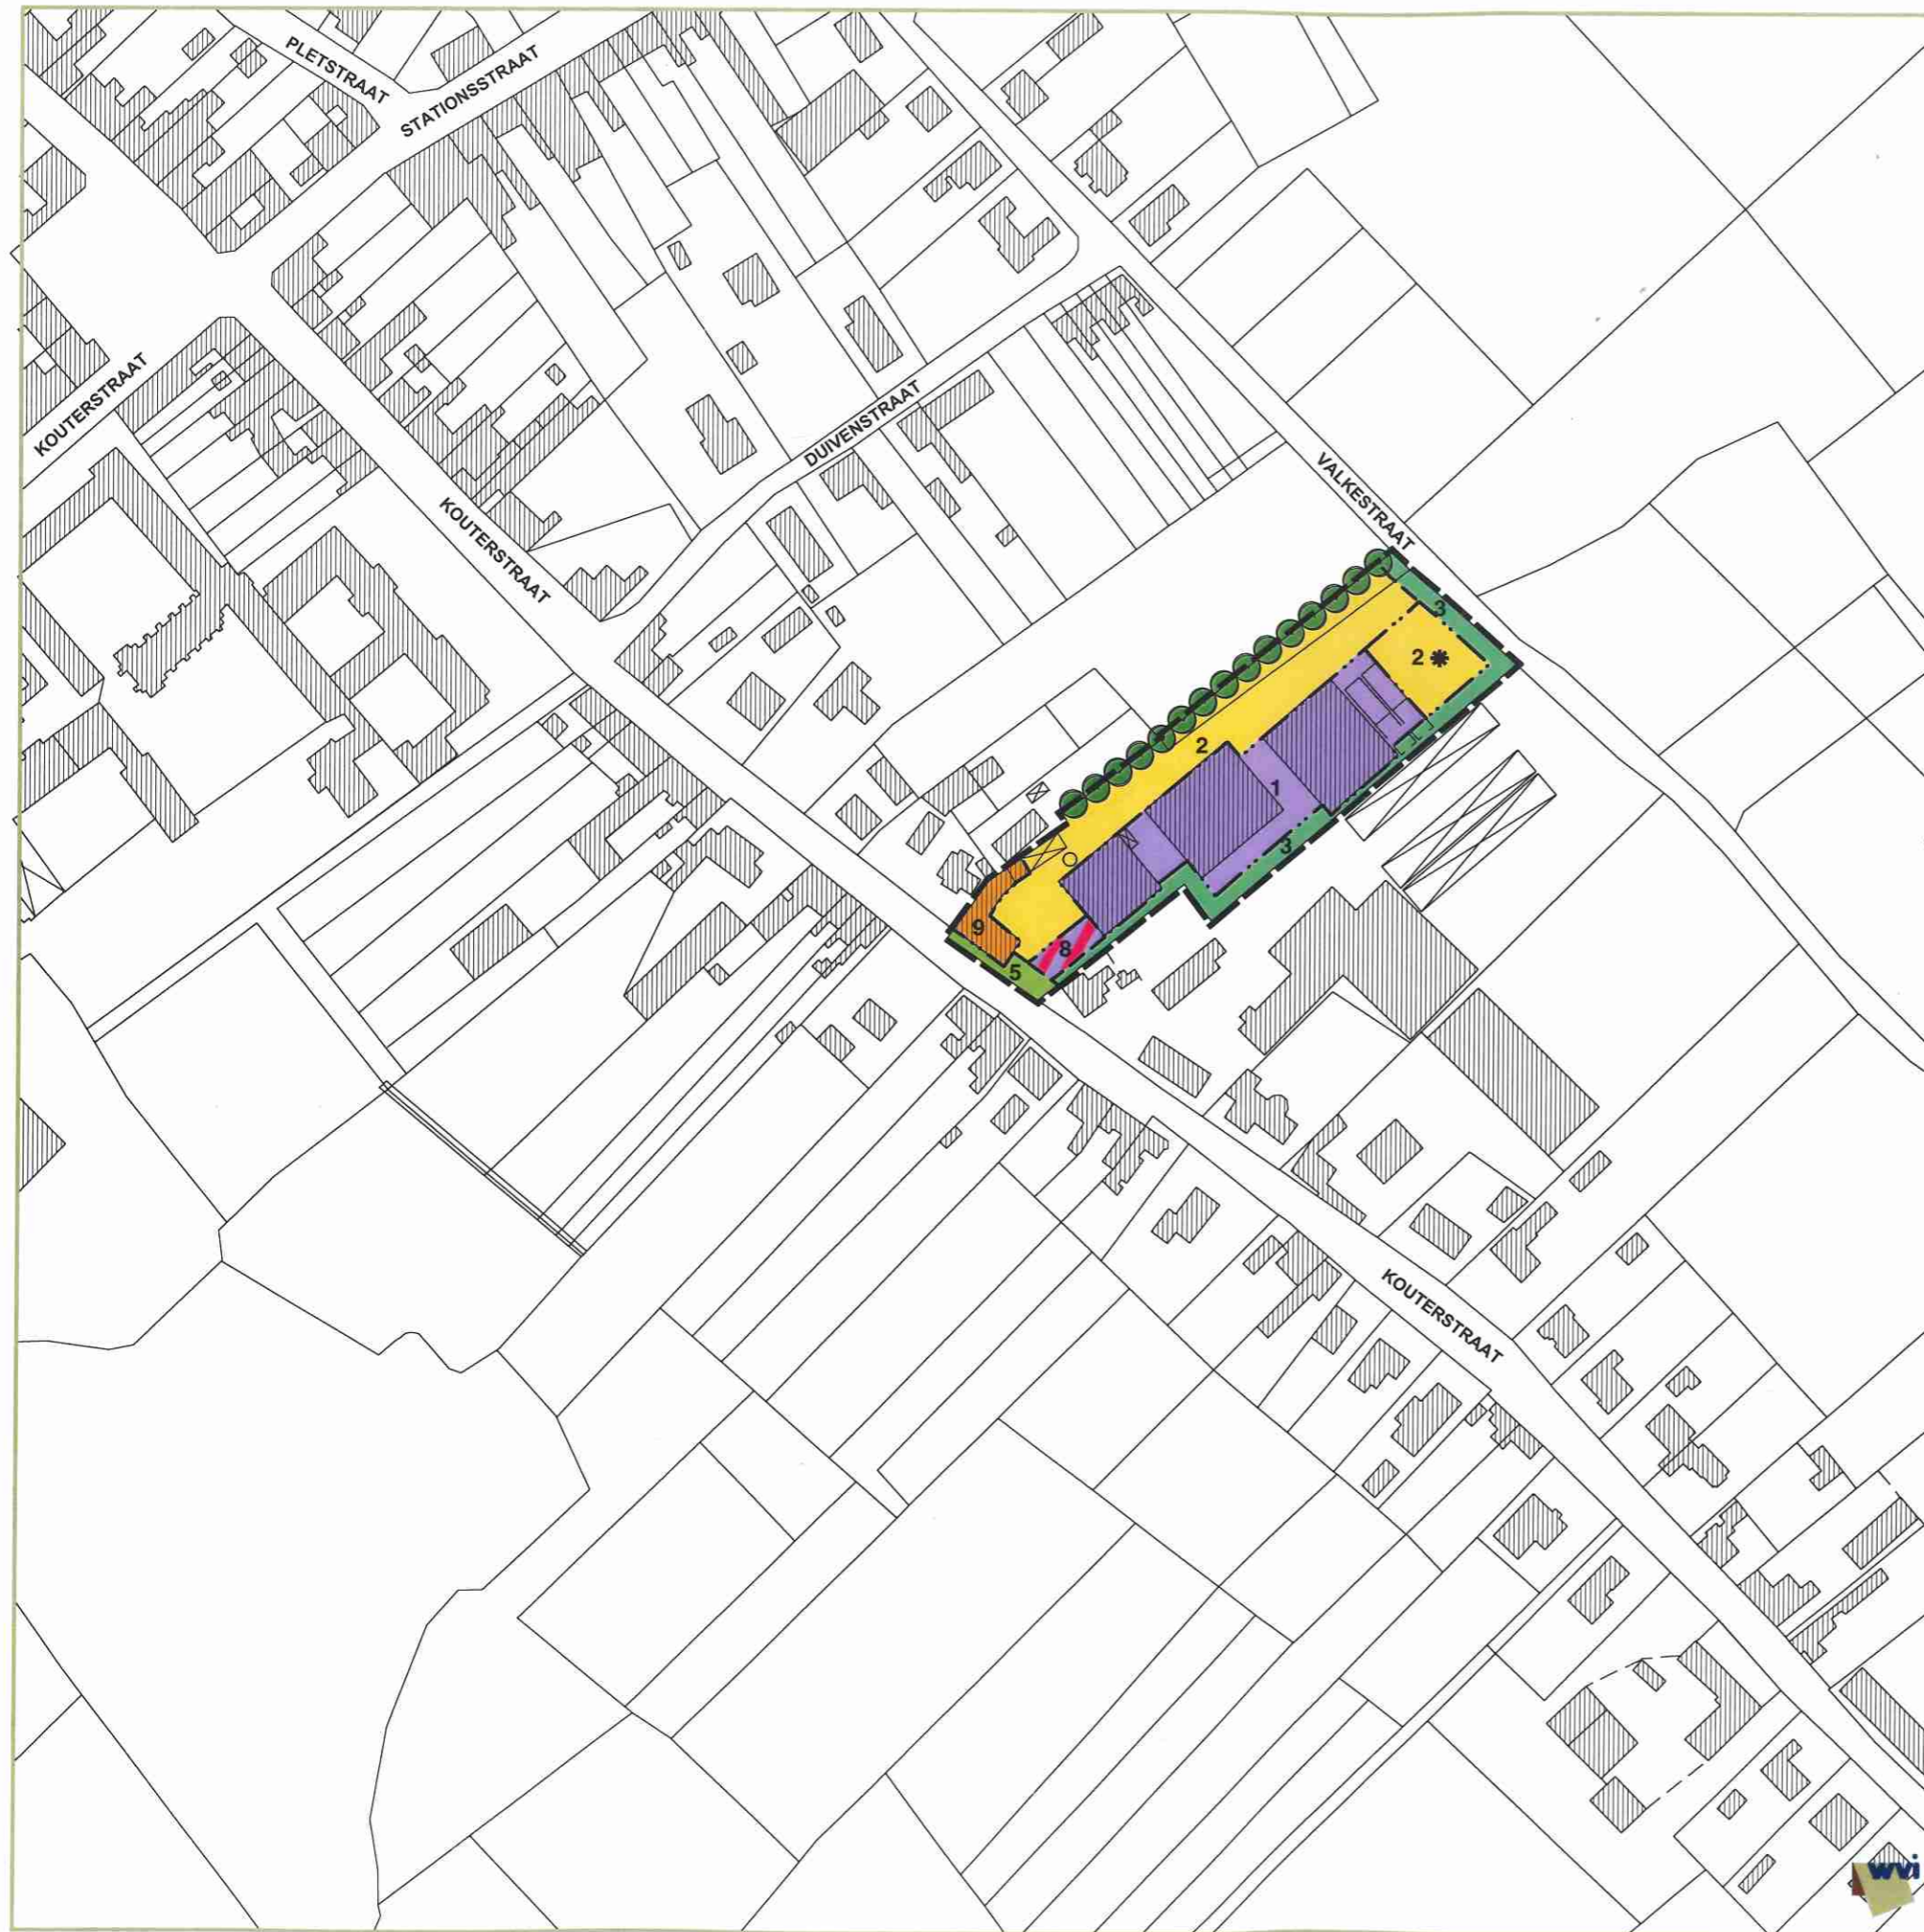 PLETSTRAAT
STATIONSSTRAAT
KOUTERSTRAAT
DUIVENSTRAAT
KOUTERSTRAAT
VALKESTRAAT
3
2 *
2
1
3
9
8
5
KOUTERSTRAAT
wvi